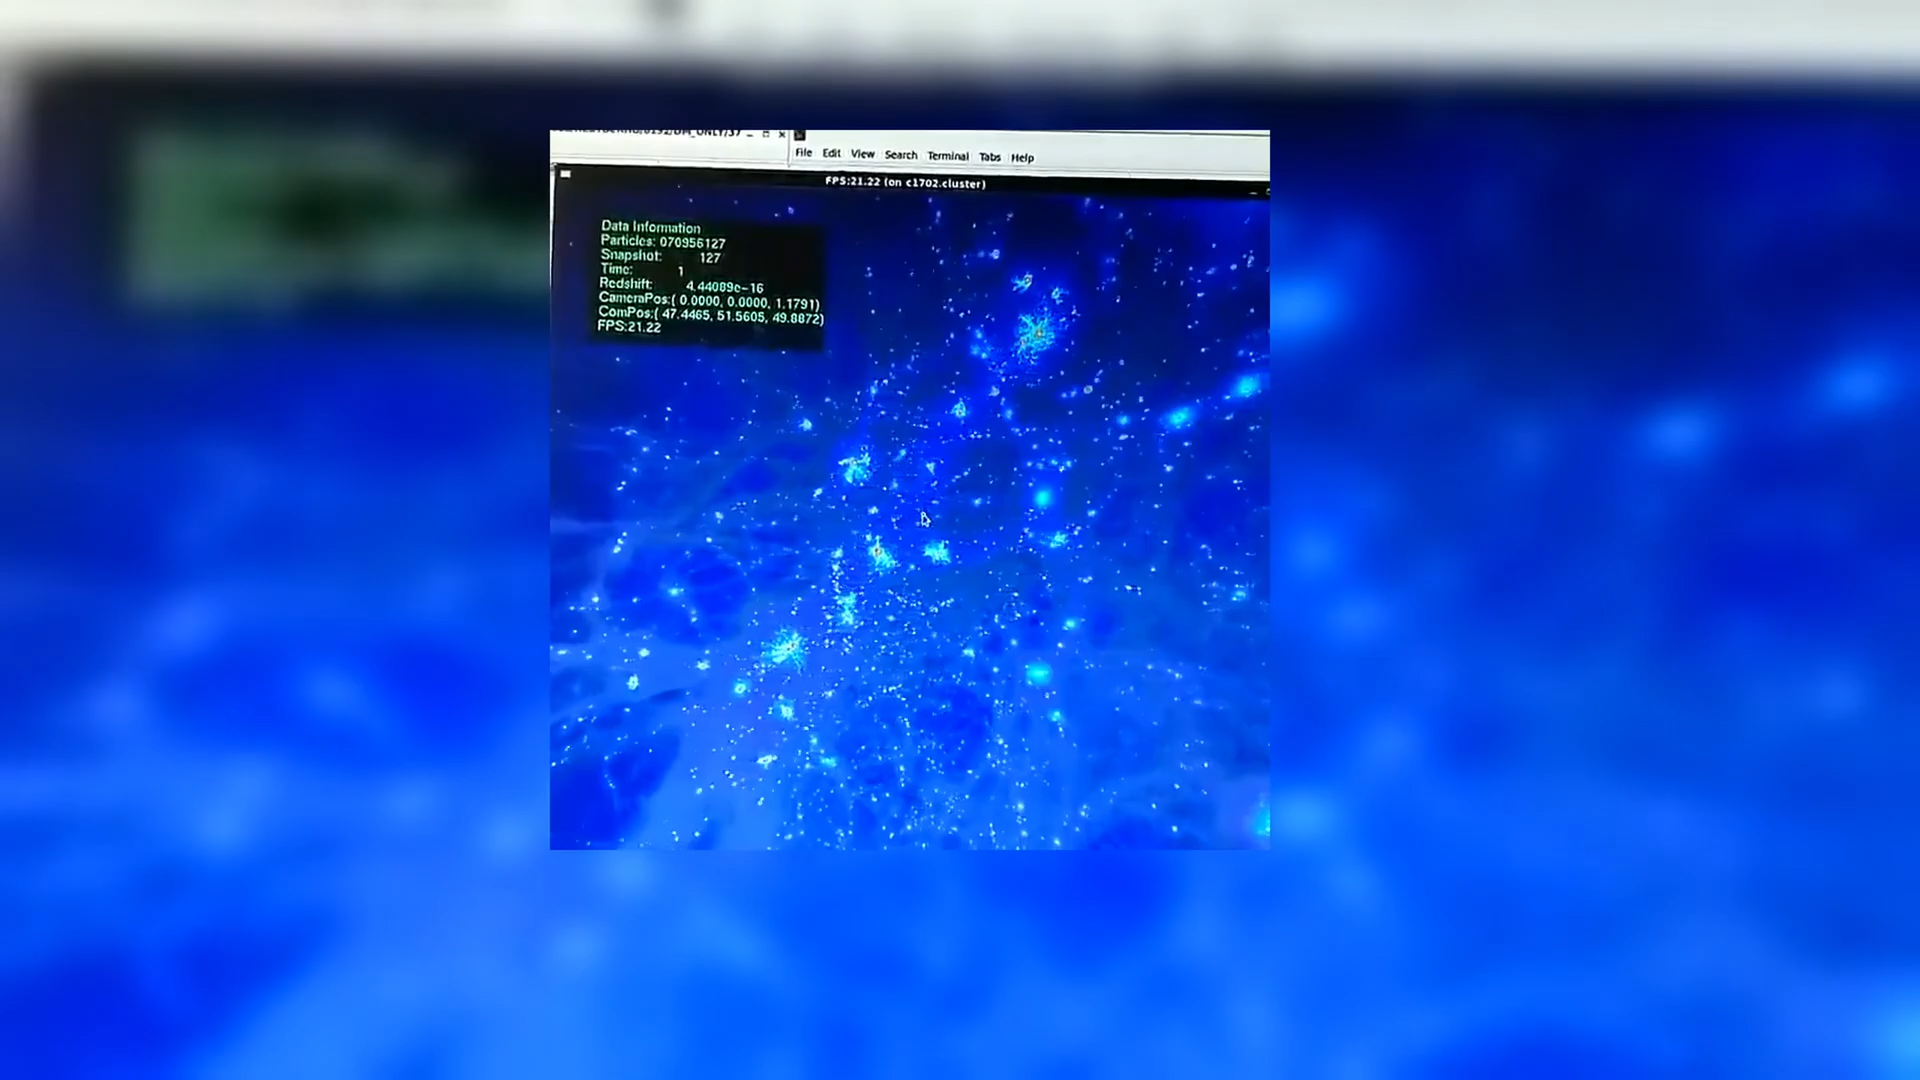 File Edit View Search Terminal Tabs Help
FPS:21.22 (on c1702.cluster)
Data Information
Particles: 070956127
Snapshot: 127
Time: 1
Redshift: 4.44089e-16
CameraPos:( 0.0000, 0.0000, 1.1791)
ComPos:( 47.4465, 51.5605, 49.8872)
FPS:21.22